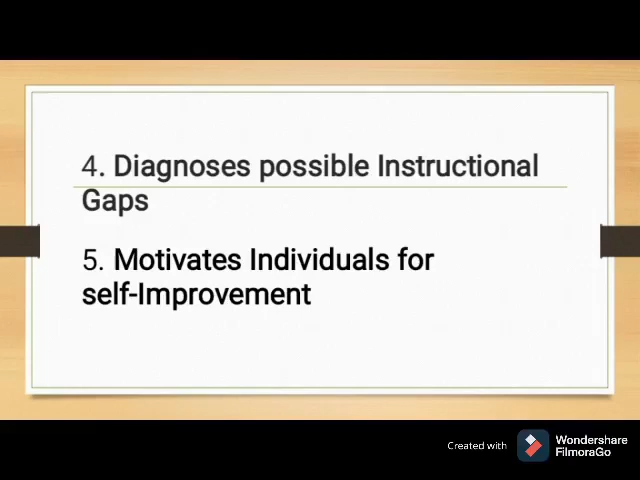 4. Diagnoses possible Instructional
Gaps
5. Motivates Individuals for
self-Improvement
Created with
Wondershare
FilmoraGo